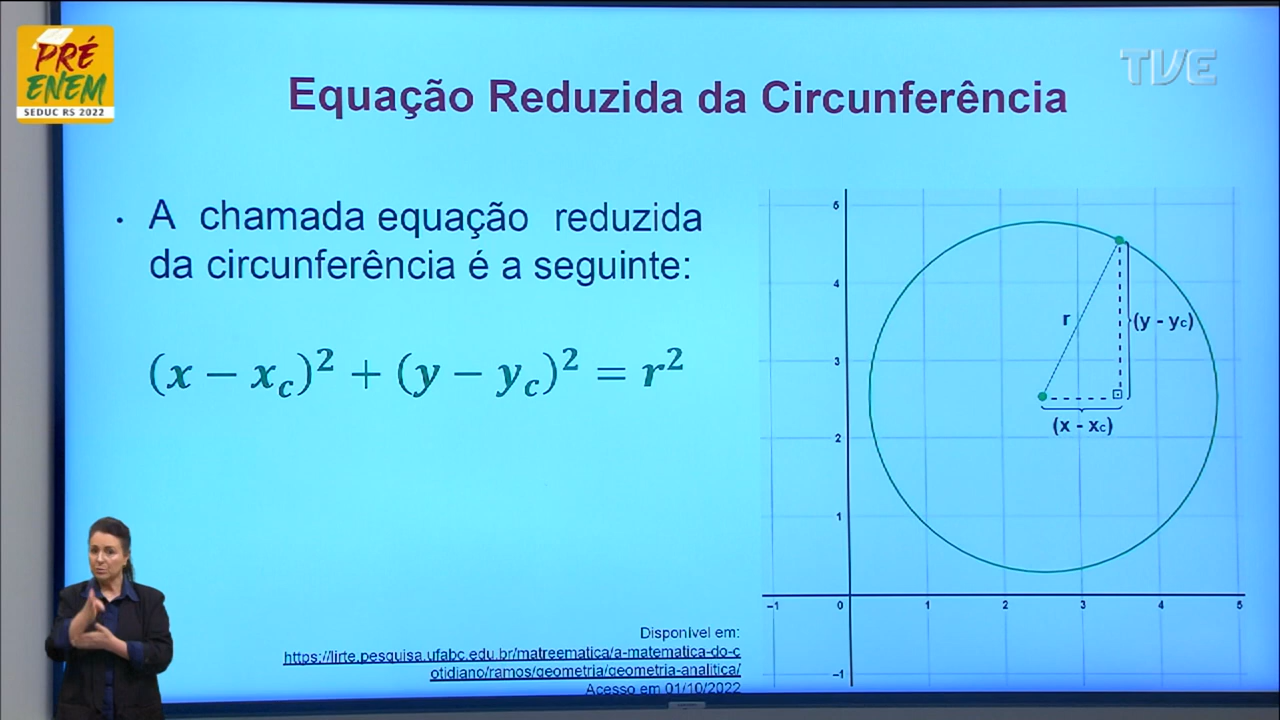 PRÉ
ENEM
SEDUC RS 2022
TVE
Equação Reduzida da Circunferência
• A chamada equação reduzida
da circunferência é a seguinte:
(x − x_c)² + (y − y_c)² = r²
5
4
3
2
1
−1
0
1
2
3
4
5
−1
r
(y - yc)
(x - xc)
Disponível em:
https://lirte.pesquisa.ufabc.edu.br/matreematica/a-matematica-do-c
otidiano/ramos/geometria/geometria-analitica/
Acesso em 01/10/2022